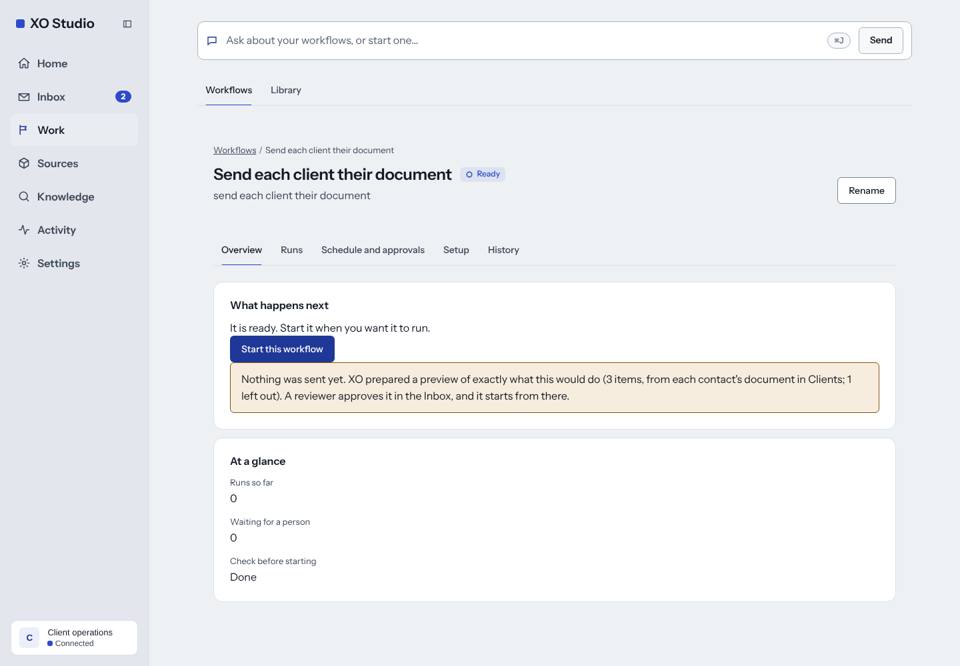 XO Studio
Home
Inbox 2
Work
Sources
Knowledge
Activity
Settings
C
Client operations
Connected
Ask about your workflows, or start one...
⌘J
Send
Workflows
Library
Workflows / Send each client their document
Send each client their document
Ready
send each client their document
Rename
Overview
Runs
Schedule and approvals
Setup
History
What happens next
It is ready. Start it when you want it to run.
Start this workflow
Nothing was sent yet. XO prepared a preview of exactly what this would do (3 items, from each contact's document in Clients; 1
left out). A reviewer approves it in the Inbox, and it starts from there.
At a glance
Runs so far
0
Waiting for a person
0
Check before starting
Done